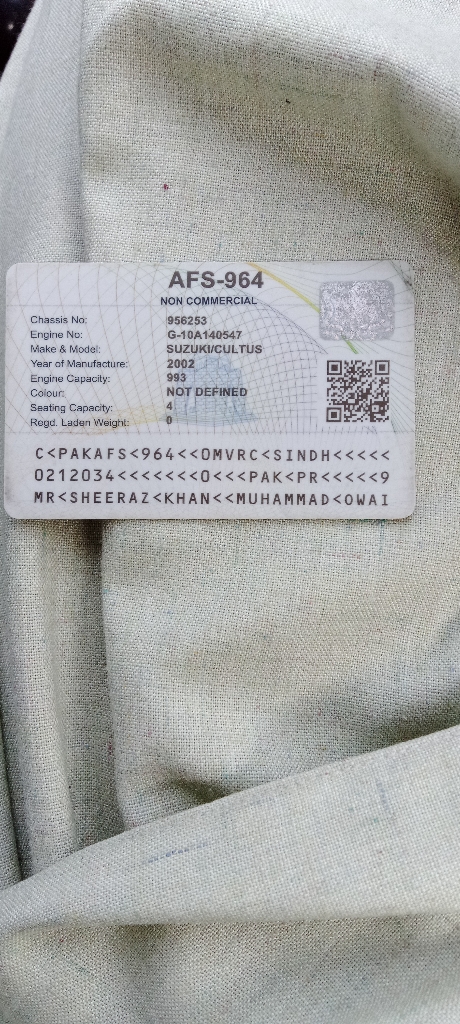 AFS-964
NON COMMERCIAL
Chassis No: 956253
Engine No: G-10A140547
Make & Model: SUZUKI/CULTUS
Year of Manufacture: 2002
Engine Capacity: 993
Colour: NOT DEFINED
Seating Capacity: 4
Regd. Laden Weight: 0
C<PAKAFS<964<<OMVRC<SINDH<<<<<
0212034<<<<<<<0<<<PAK<PR<<<<<9
MR<SHEERAZ<KHAN<<MUHAMMAD<OWAI